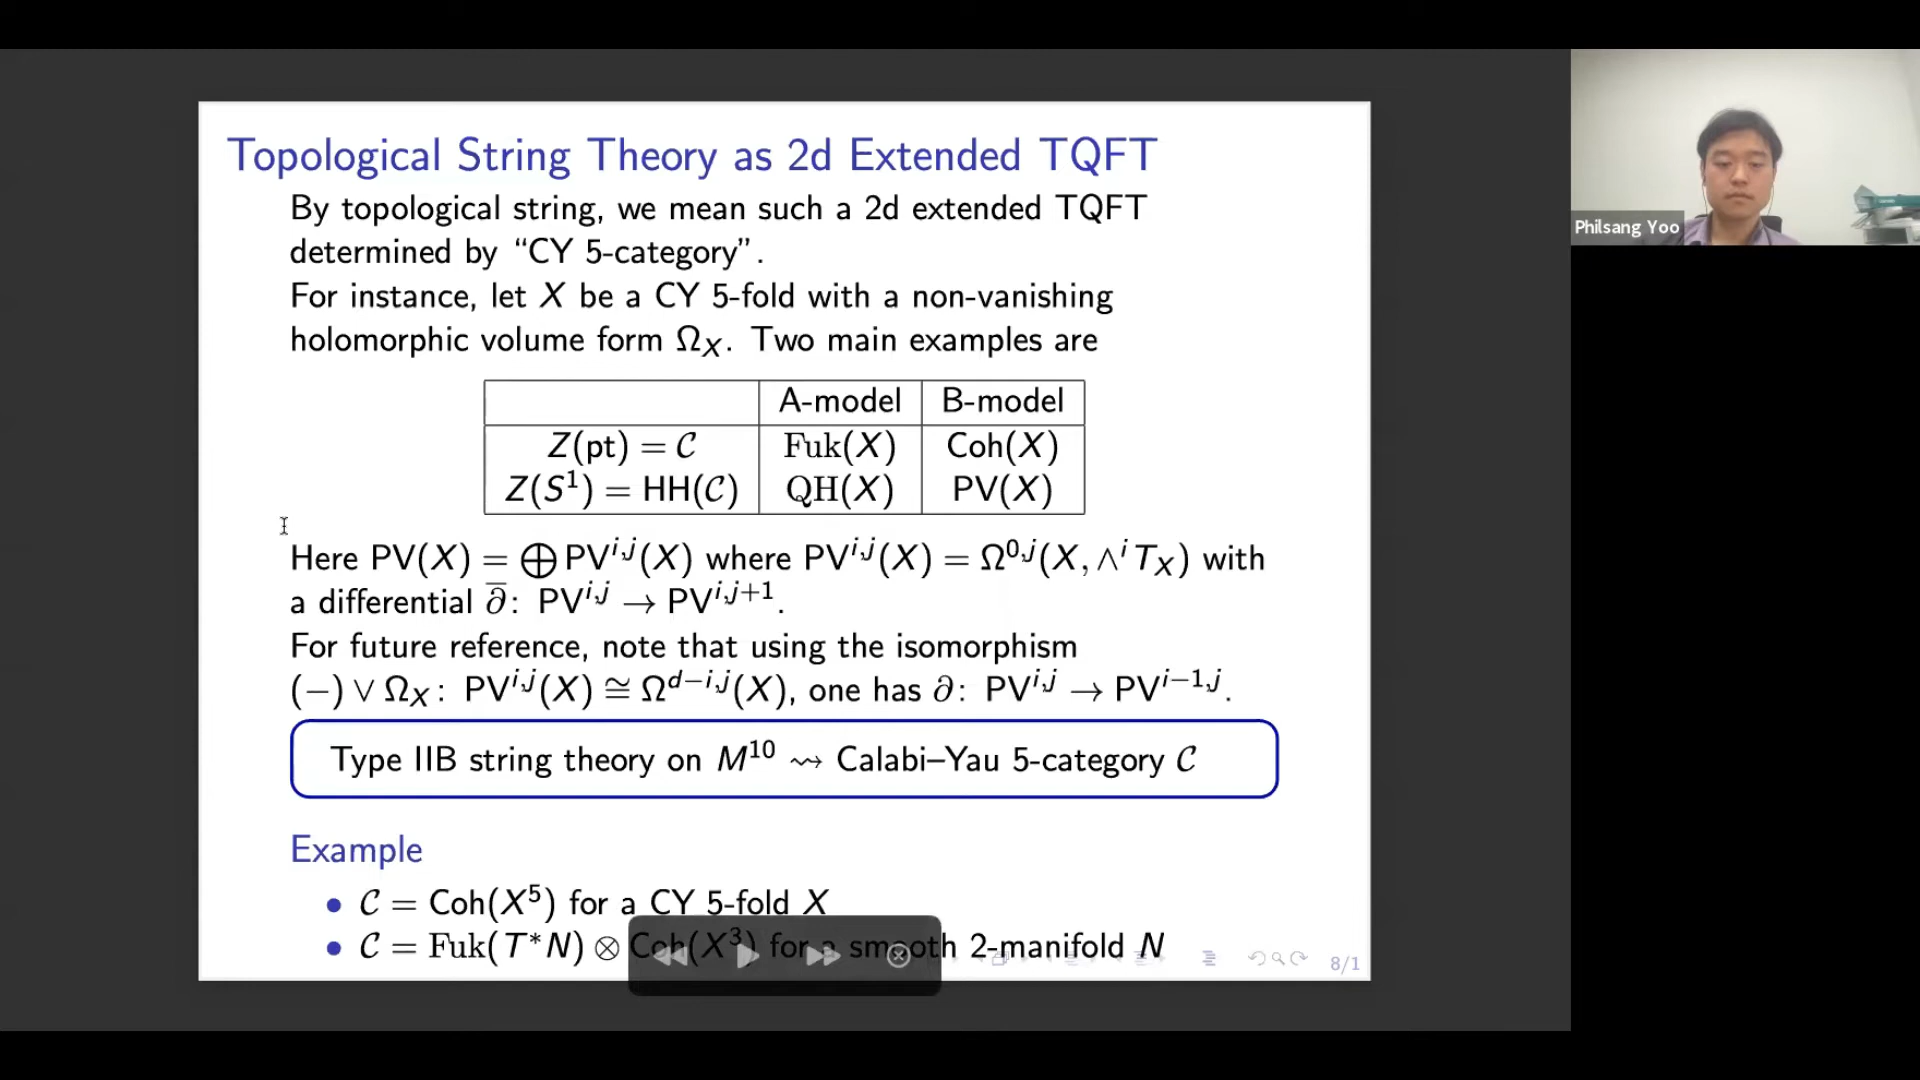 Topological String Theory as 2d Extended TQFT
By topological string, we mean such a 2d extended TQFT
determined by “CY 5-category”.
For instance, let X be a CY 5-fold with a non-vanishing
holomorphic volume form Ω_X. Two main examples are
A-model B-model
Z(pt) = 𝒞 Fuk(X) Coh(X)
Z(S¹) = HH(𝒞) QH(X) PV(X)
Here PV(X) = ⊕ PV^{i,j}(X) where PV^{i,j}(X) = Ω^{0,j}(X, ∧^i T_X) with
a differential ∂̄: PV^{i,j} → PV^{i,j+1}.
For future reference, note that using the isomorphism
(−) ∨ Ω_X: PV^{i,j}(X) ≅ Ω^{d−i,j}(X), one has ∂: PV^{i,j} → PV^{i−1,j}.
Type IIB string theory on M¹⁰ ⇝ Calabi–Yau 5-category 𝒞
Example
• 𝒞 = Coh(X⁵) for a CY 5-fold X
• 𝒞 = Fuk(T*N) ⊗ Coh(X³) for a smooth 2-manifold N
8/1
Philsang Yoo